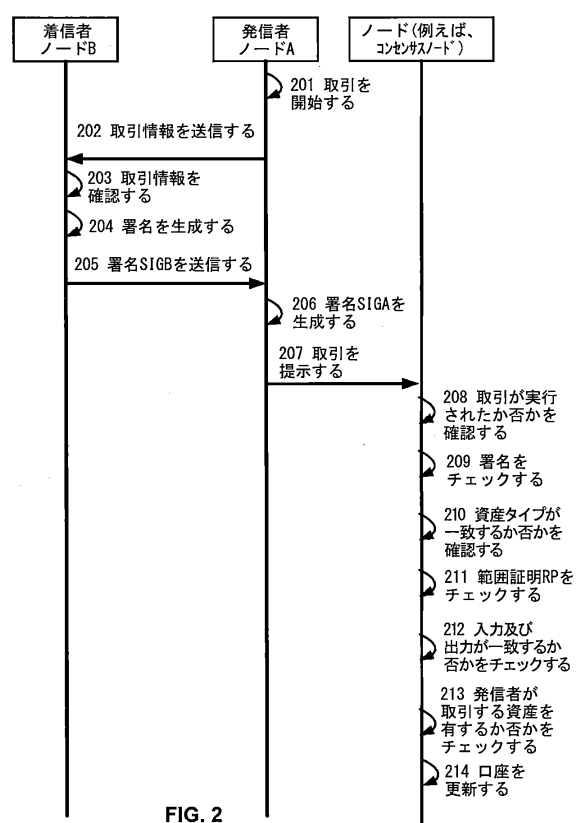 着信者
ノードB
発信者
ノードA
ノード(例えば、
コンセンサスノード)
201 取引を
開始する
202 取引情報を送信する
203 取引情報を
確認する
204 署名を生成する
205 署名SIGBを送信する
206 署名SIGAを
生成する
207 取引を
提示する
208 取引が実行
されたか否かを
確認する
209 署名を
チェックする
210 資産タイプが
一致するか否かを
確認する
211 範囲証明RPを
チェックする
212 入力及び
出力が一致するか
否かをチェックする
213 発信者が
取引する資産を
有するか否かを
チェックする
214 口座を
更新する
FIG. 2